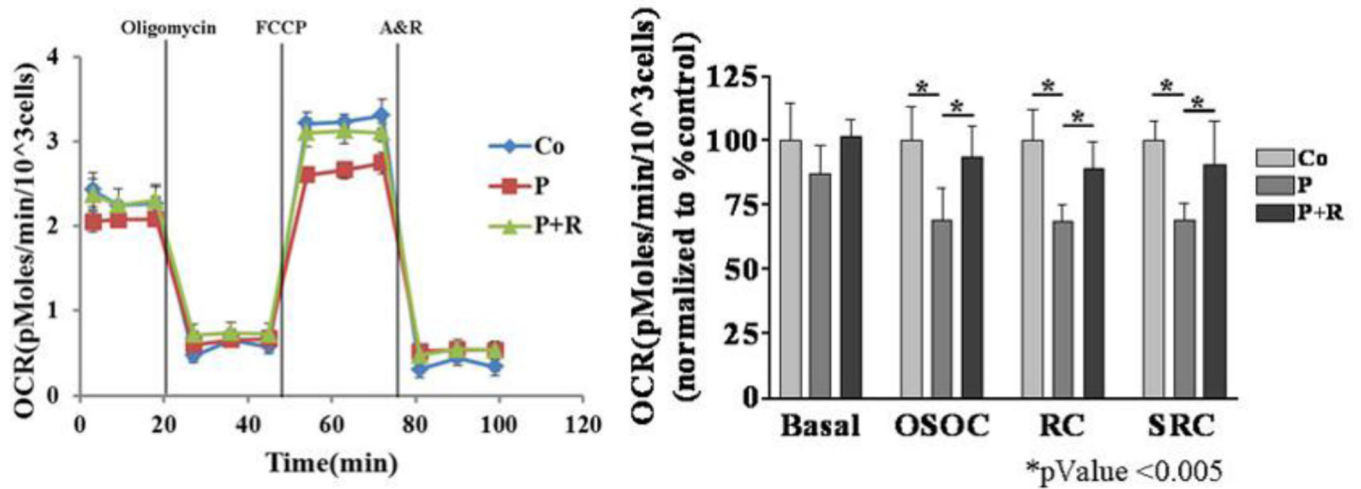 Oligomycin FCCP A&R
OCR(pMoles/min/10^3cells)
4
3
2
1
0
0 20 40 60 80 100 120
Time(min)
Co
P
P+R
OCR(pMoles/min/10^3cells)
(normalized to %control)
125
100
75
50
25
0
* * * * * *
Basal OSOC RC SRC
*pValue <0.005
Co
P
P+R